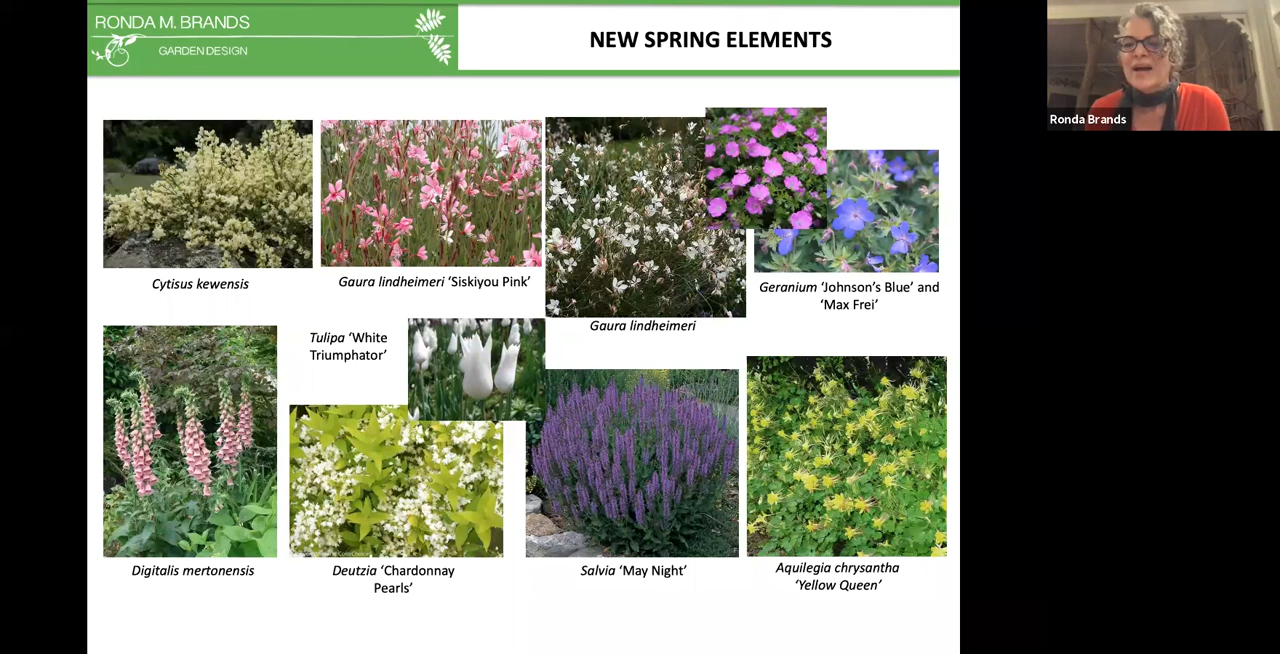 RONDA M. BRANDS
GARDEN DESIGN
NEW SPRING ELEMENTS
Ronda Brands
Cytisus kewensis
Gaura lindheimeri ‘Siskiyou Pink’
Gaura lindheimeri
Geranium ‘Johnson’s Blue’ and
‘Max Frei’
Tulipa ‘White
Triumphator’
Digitalis mertonensis
Deutzia ‘Chardonnay
Pearls’
Salvia ‘May Night’
Aquilegia chrysantha
‘Yellow Queen’